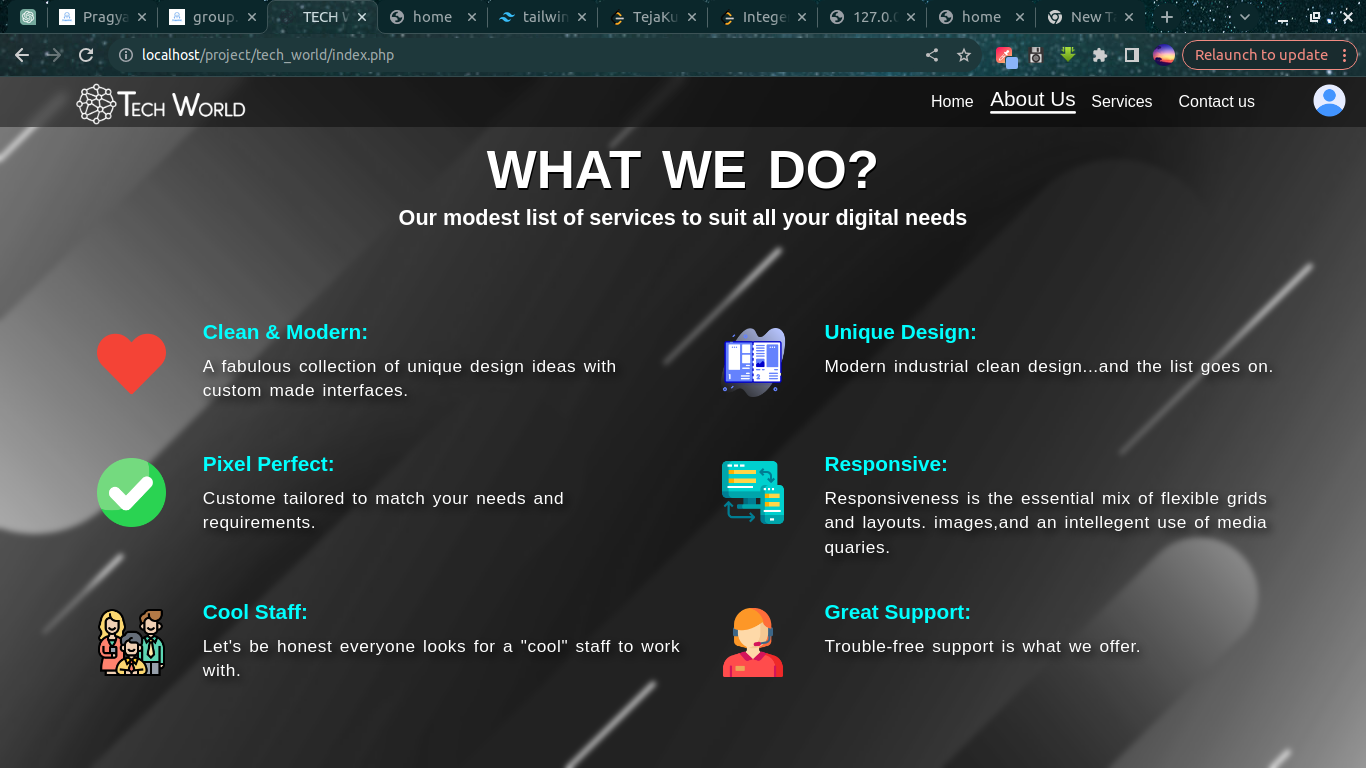 Pragya group. TECH W home tailwin TejaKu Intege 127.0.0 home New Ta
localhost/project/tech_world/index.php Relaunch to update
TECH WORLD Home About Us Services Contact us
WHAT WE DO?
Our modest list of services to suit all your digital needs
Clean & Modern:
A fabulous collection of unique design ideas with
custom made interfaces.
Unique Design:
Modern industrial clean design...and the list goes on.
Pixel Perfect:
Custome tailored to match your needs and
requirements.
Responsive:
Responsiveness is the essential mix of flexible grids
and layouts. images,and an intellegent use of media
quaries.
Cool Staff:
Let's be honest everyone looks for a "cool" staff to work
with.
Great Support:
Trouble-free support is what we offer.